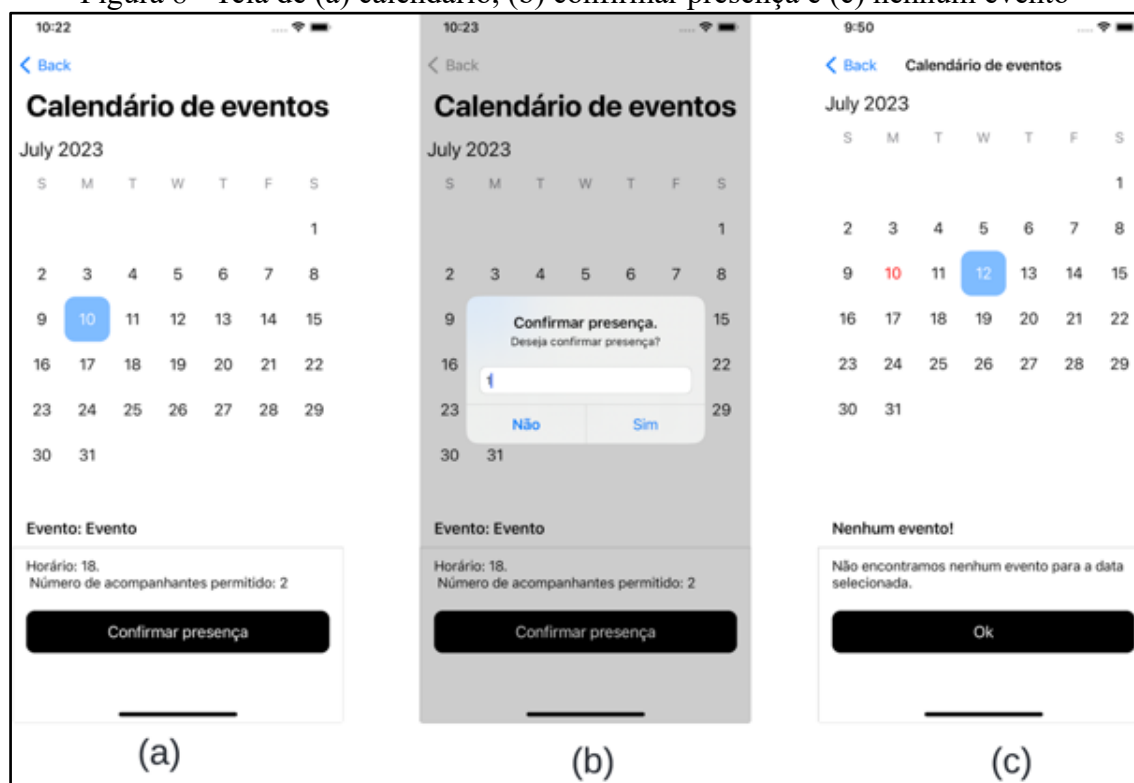 Figura 8 - Tela de (a) calendário, (b) confirmar presença e (c) nenhum evento
10:22
Back
Calendário de eventos
July 2023
S M T W T F S
1
2 3 4 5 6 7 8
9 10 11 12 13 14 15
16 17 18 19 20 21 22
23 24 25 26 27 28 29
30 31
Evento: Evento
Horário: 18.
Número de acompanhantes permitido: 2
Confirmar presença
(a)
10:23
Back
Calendário de eventos
July 2023
S M T W T F S
1
2 3 4 5 6 7 8
9 15
16 22
23 29
30 31
Confirmar presença.
Deseja confirmar presença?
1
Não Sim
Evento: Evento
Horário: 18.
Número de acompanhantes permitido: 2
Confirmar presença
(b)
9:50
Back Calendário de eventos
July 2023
S M T W T F S
1
2 3 4 5 6 7 8
9 10 11 12 13 14 15
16 17 18 19 20 21 22
23 24 25 26 27 28 29
30 31
Nenhum evento!
Não encontramos nenhum evento para a data
selecionada.
Ok
(c)